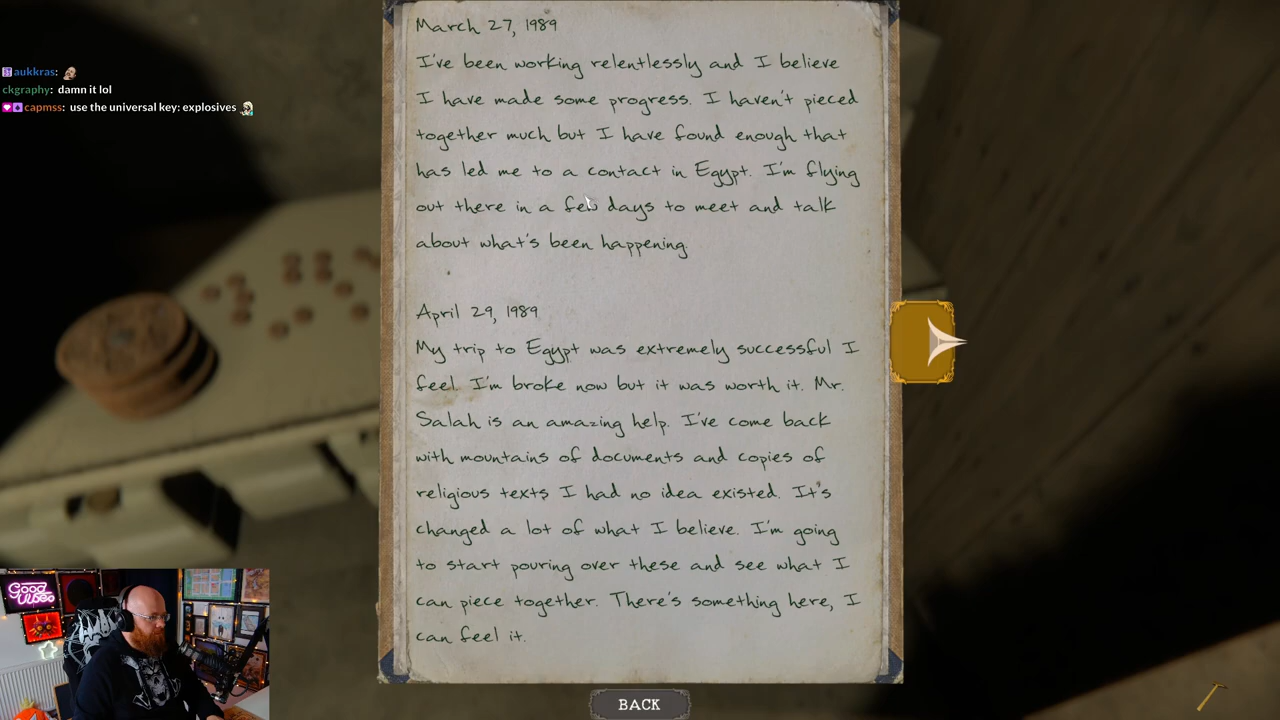 March 27, 1989
I've been working relentlessly and I believe
I have made some progress. I haven't pieced
together much but I have found enough that
has led me to a contact in Egypt. I'm flying
out there in a few days to meet and talk
about what's been happening.
April 29, 1989
My trip to Egypt was extremely successful I
feel. I'm broke now but it was worth it. Mr.
Salah is an amazing help. I've come back
with mountains of documents and copies of
religious texts I had no idea existed. It's
changed a lot of what I believe. I'm going
to start pouring over these and see what I
can piece together. There's something here, I
can feel it.
BACK
aukkras:
ckgraphy: damn it lol
capmss: use the universal key: explosives
Good
Vibes